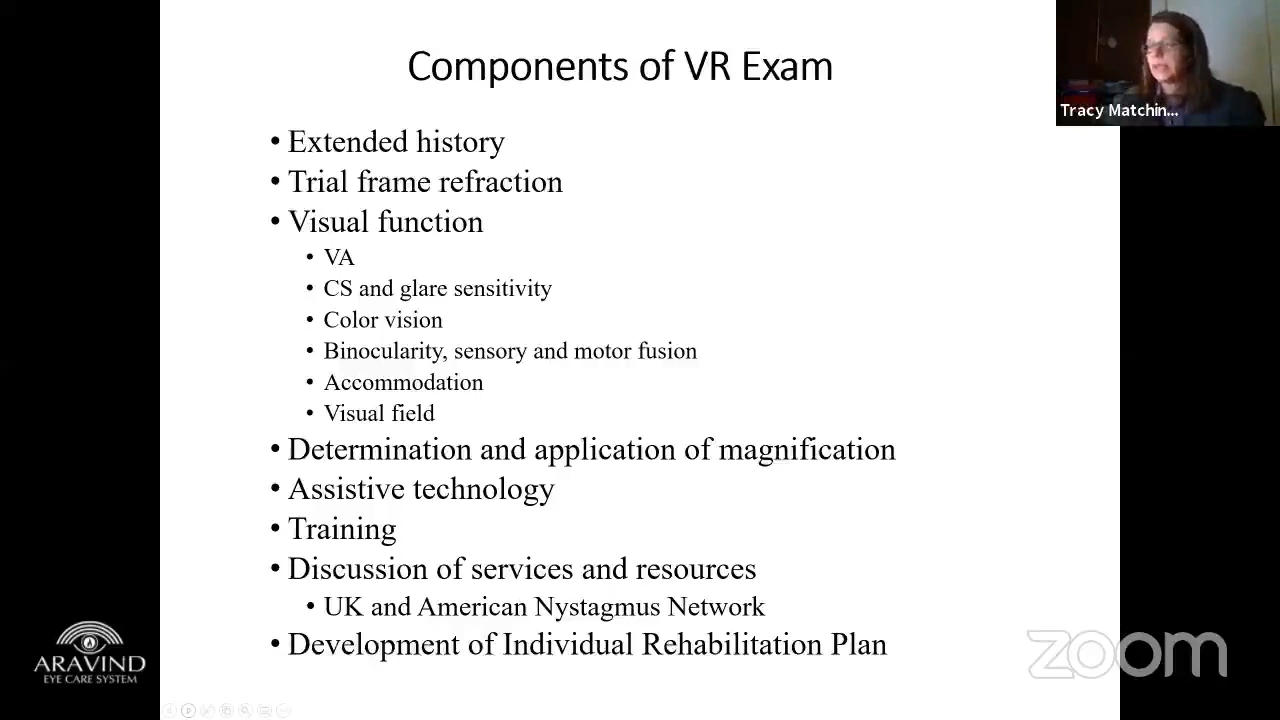 Components of VR Exam
• Extended history
• Trial frame refraction
• Visual function
• VA
• CS and glare sensitivity
• Color vision
• Binocularity, sensory and motor fusion
• Accommodation
• Visual field
• Determination and application of magnification
• Assistive technology
• Training
• Discussion of services and resources
• UK and American Nystagmus Network
• Development of Individual Rehabilitation Plan
Tracy Matchin...
ARAVIND
EYE CARE SYSTEM
zoom